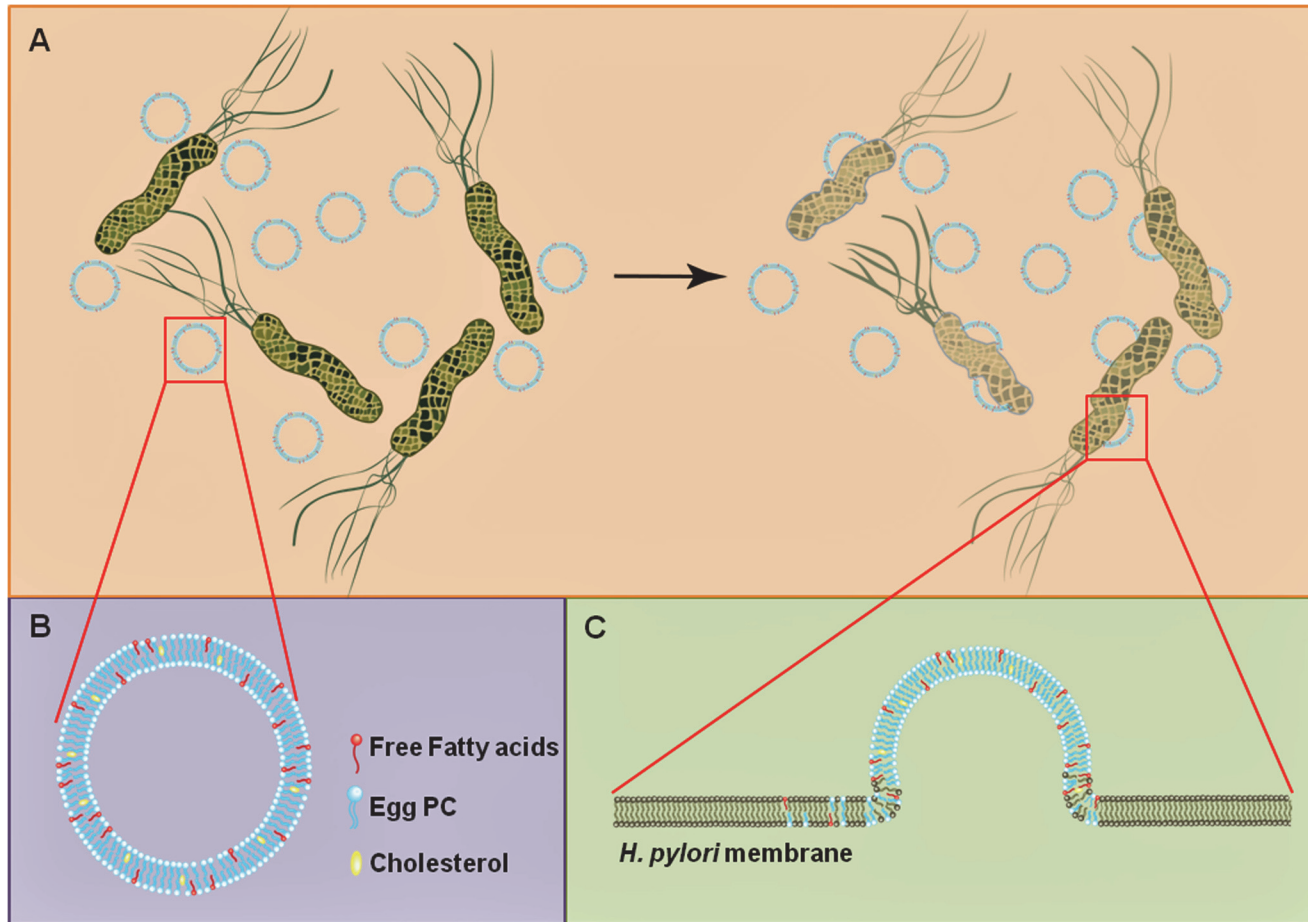 A
B
Free Fatty acids
Egg PC
Cholesterol
C
H. pylori membrane